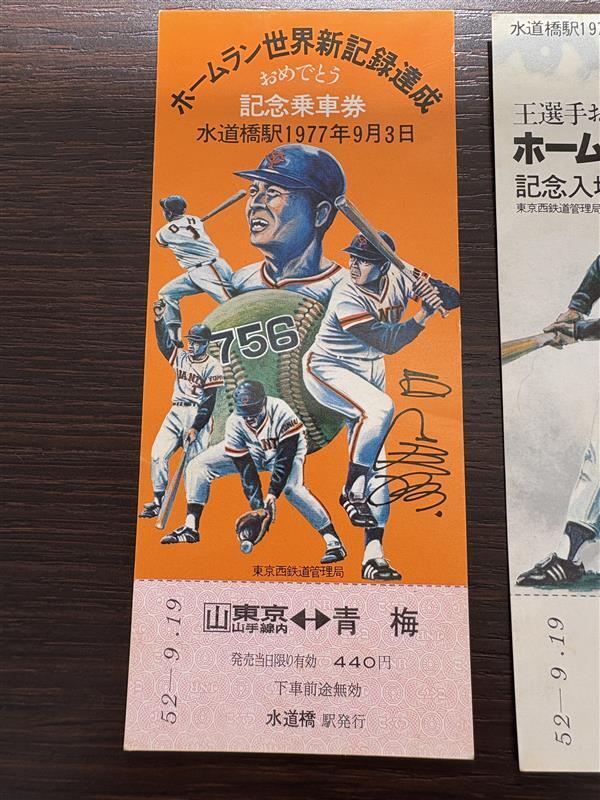 ホームラン世界新記録達成
おめでとう
記念乗車券
水道橋駅1977年9月3日
OH
1
756
東京西鉄道管理局
山 東京山手線内 ↔ 青梅
発売当日限り有効 440円
下車前途無効
水道橋 駅発行
52-9.19
水道橋駅197
王選手お
ホーム
記念入場
東京西鉄道管理局
52-9.19